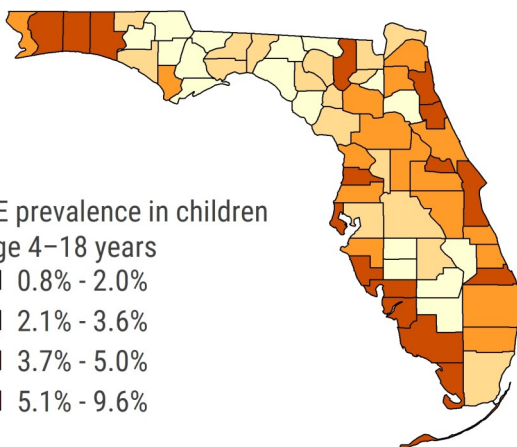 E prevalence in children
ge 4–18 years
0.8% - 2.0%
2.1% - 3.6%
3.7% - 5.0%
5.1% - 9.6%